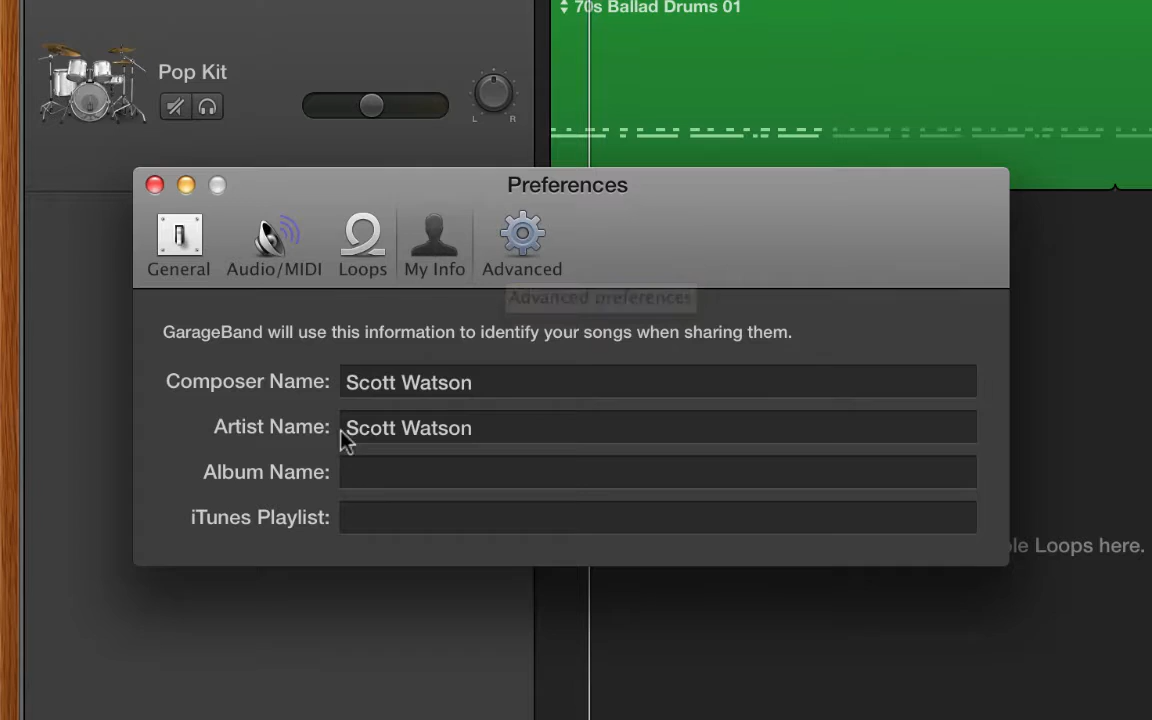 70s Ballad Drums 01
Pop Kit
L R
Preferences
General Audio/MIDI Loops My Info Advanced
Advanced preferences
GarageBand will use this information to identify your songs when sharing them.
Composer Name: Scott Watson
Artist Name: Scott Watson
Album Name:
iTunes Playlist:
Loops here.